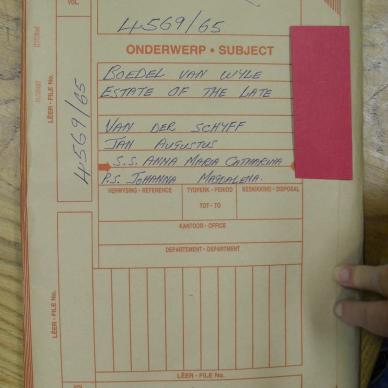 VOL.
4569/65
ONDERWERP • SUBJECT
BOEDEL VAN WYLE
ESTATE OF THE LATE
VAN DER SCHYFF
JAN AUGUSTUS
S.S. ANNA MARIA CATHARINA
P.S. JOHANNA MAGDALENA.
VERWYSING - REFERENCE
TYDPERK - PERIOD
BESKIKKING - DISPOSAL
TOT - TO
KANTOOR - OFFICE
DEPARTEMENT - DEPARTMENT
LÊER - FILE No.
4569/65
LÊER - FILE No.
LÊER - FILE No.
VOL.